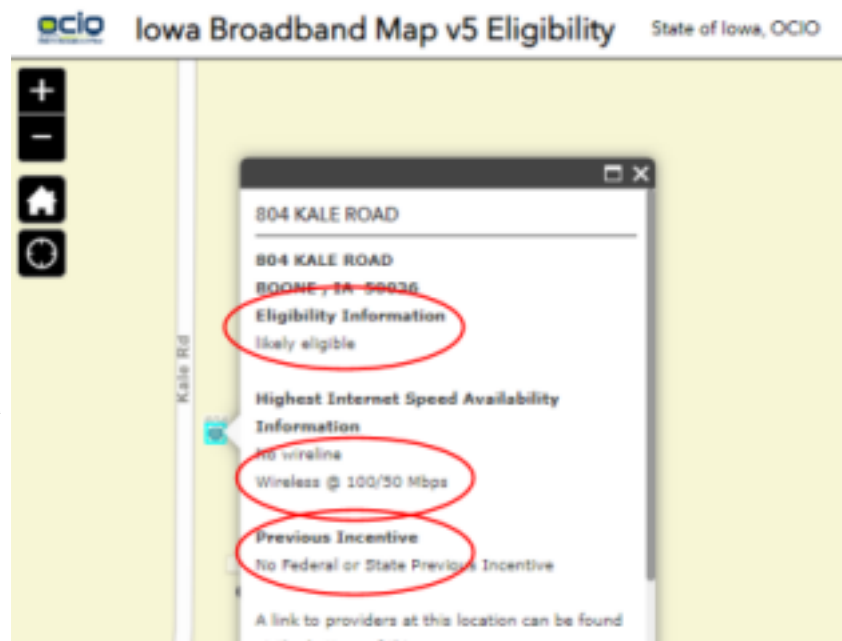 ocio Iowa Broadband Map v5 Eligibility State of Iowa, OCIO
+
−
804 KALE ROAD
804 KALE ROAD
BOONE , IA 50036
Eligibility Information
likely eligible
Kale Rd
Highest Internet Speed Availability
Information
No wireline
Wireless @ 100/50 Mbps
Previous Incentive
No Federal or State Previous Incentive
A link to providers at this location can be found